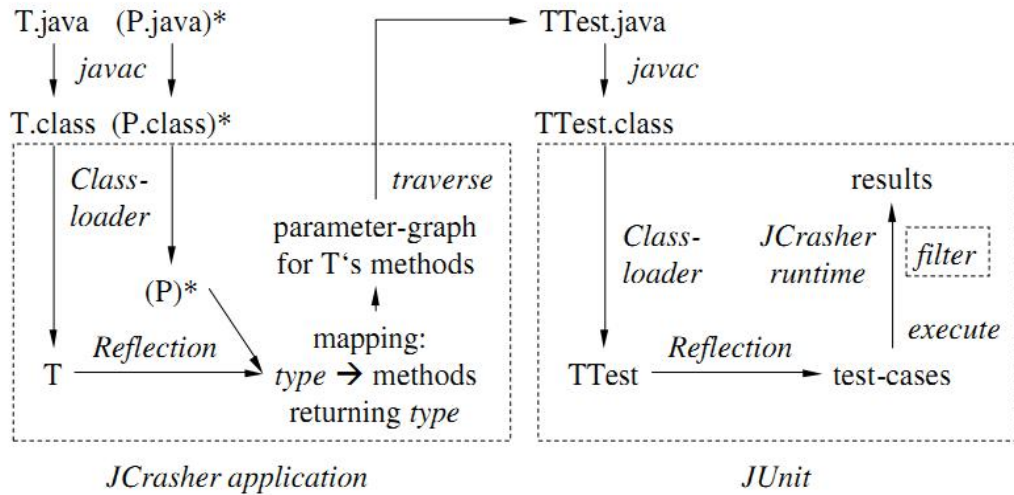 T.java (P.java)*
javac
T.class (P.class)*
Class-
loader
(P)*
T
Reflection
mapping:
type → methods
returning type
parameter-graph
for T‘s methods
traverse
JCrasher application
TTest.java
javac
TTest.class
Class-
loader
TTest
Reflection
test-cases
execute
JCrasher
runtime
filter
results
JUnit